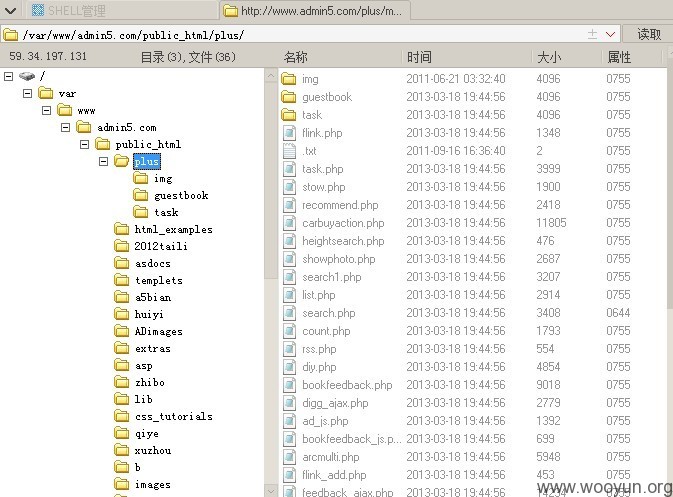 SHELL管理
http://www.admin5.com/plus/m...
/var/www/admin5.com/public_html/plus/
读取
59.34.197.131
目录(3),文件(36)
名称 时间 大小 属性
/
var
www
admin5.com
public_html
plus
img
guestbook
task
html_examples
2012taili
asdocs
templets
a5bian
huiyi
ADimages
extras
asp
zhibo
lib
css_tutorials
qiye
xuzhou
b
images
img 2011-06-21 03:32:40 4096 0755
guestbook 2013-03-18 19:44:56 4096 0755
task 2013-03-18 19:44:56 4096 0755
flink.php 2013-03-18 19:44:56 1348 0755
.txt 2011-09-16 16:36:40 2 0755
task.php 2013-03-18 19:44:56 3999 0755
stow.php 2013-03-18 19:44:56 1900 0755
recommend.php 2013-03-18 19:44:56 2418 0755
carbuyaction.php 2013-03-18 19:44:56 11805 0755
heightsearch.php 2013-03-18 19:44:56 476 0755
showphoto.php 2013-03-18 19:44:56 2687 0755
search1.php 2013-03-18 19:44:56 3207 0755
list.php 2013-03-18 19:44:56 2914 0755
search.php 2013-03-18 19:44:56 3408 0644
count.php 2013-03-18 19:44:56 1793 0755
rss.php 2013-03-18 19:44:56 554 0755
diy.php 2013-03-18 19:44:56 4854 0755
bookfeedback.php 2013-03-18 19:44:56 9018 0755
digg_ajax.php 2013-03-18 19:44:56 2779 0755
ad_js.php 2013-03-18 19:44:56 1392 0755
bookfeedback_js.p... 2013-03-18 19:44:56 699 0755
arcmulti.php 2013-03-18 19:44:56 5948 0755
flink_add.php 2013-03-18 19:44:56 453 0755
feedback_ajax.php 2013-03-18 19:44:56
www.wooyun.org